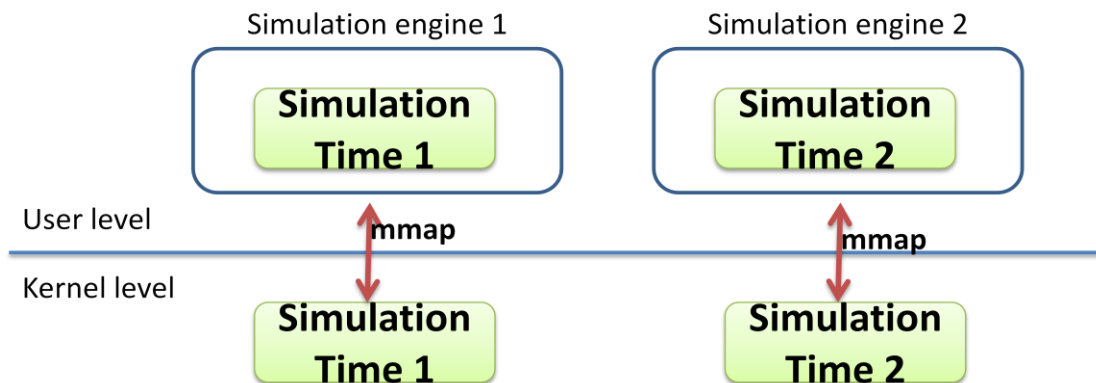 Simulation engine 1
Simulation engine 2
Simulation
Time 1
Simulation
Time 2
User level
mmap
mmap
Kernel level
Simulation
Time 1
Simulation
Time 2